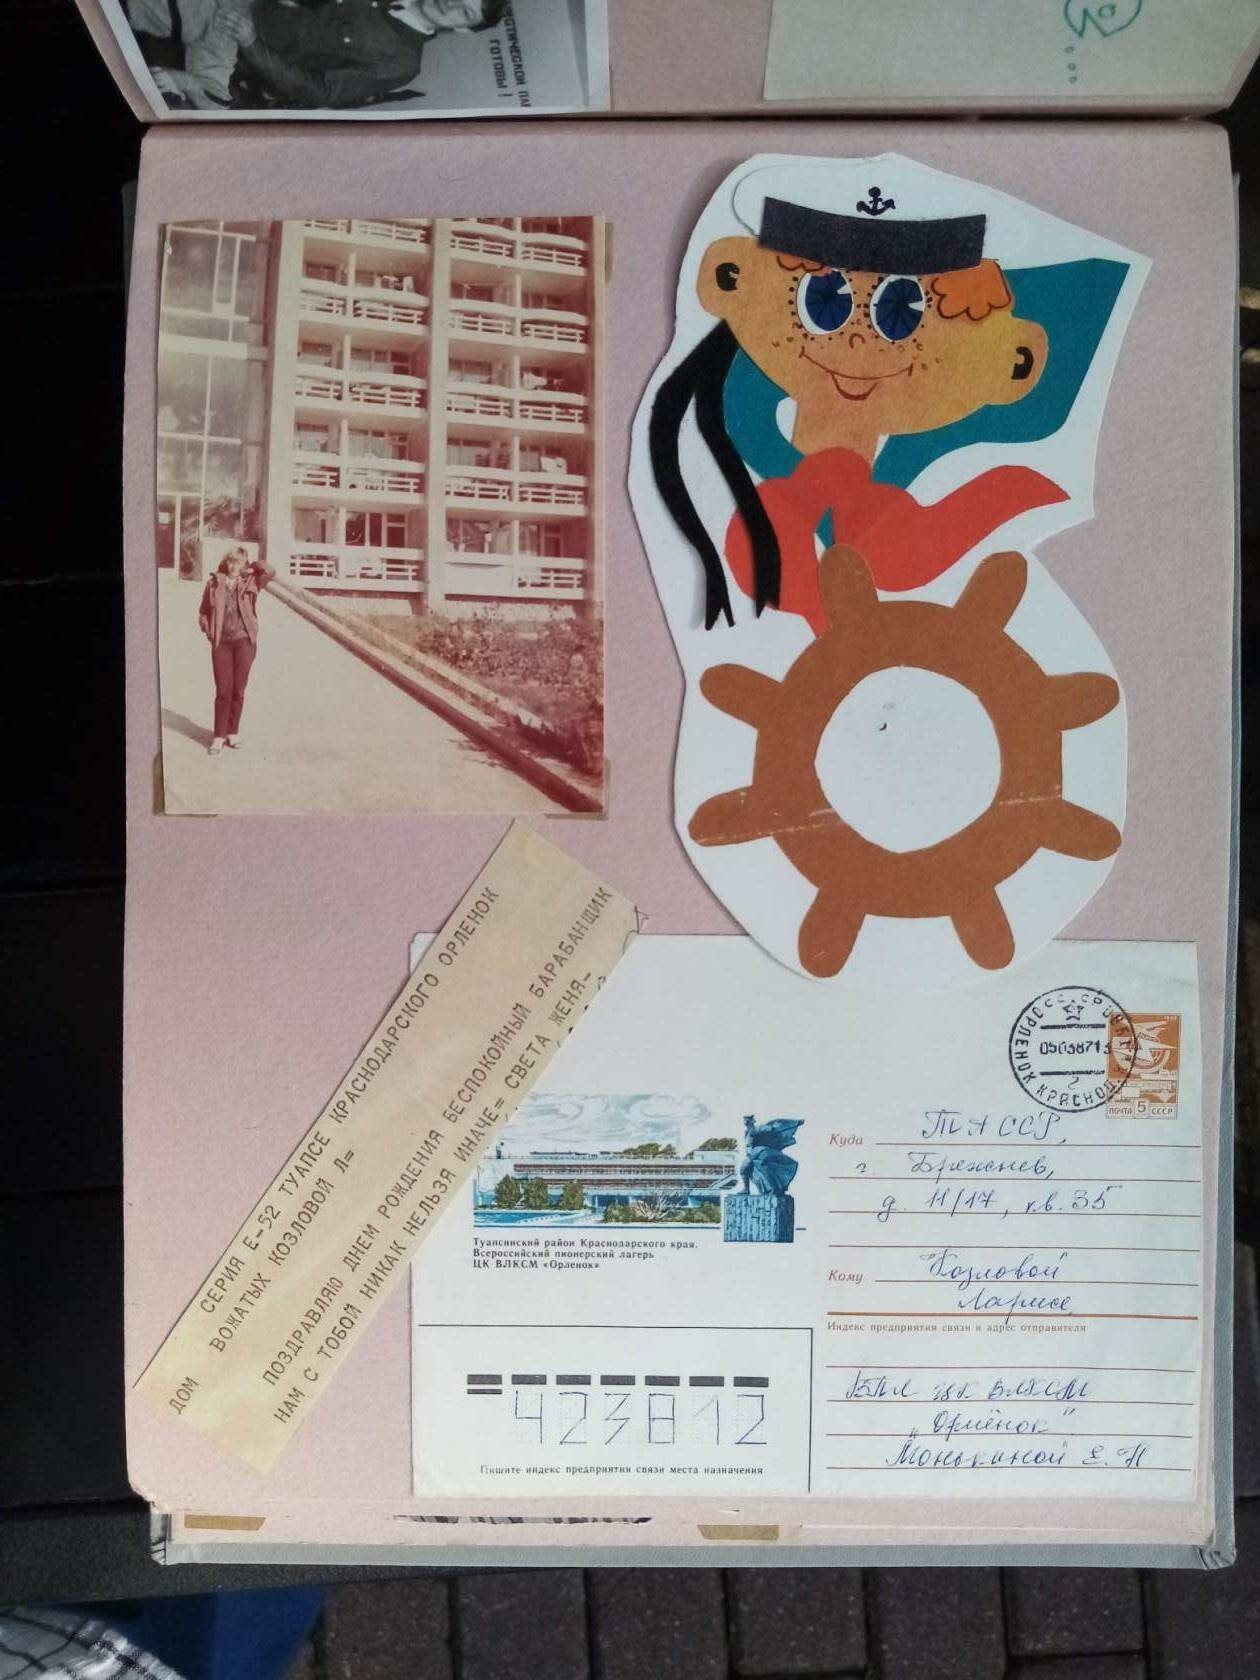 ГОТОВЫ!
СЕРИЯ Е-52 ТУАПСЕ КРАСНОДАРСКОГО ОРЛЕНОК
ДОМ ВОЖАТЫХ КОЗЛОВОЙ Л=
ПОЗДРАВЛЯЮ ДНЕМ РОЖДЕНИЯ БЕСПОКОЙНЫЙ БАРАБАНЩИК
НАМ С ТОБОЙ НИКАК НЕЛЬЗЯ ИНАЧЕ= СВЕТА ЖЕНЯ-
ПОЧТА 5 СССР
Туапсинский район Краснодарского края.
Всероссийский пионерский лагерь
ЦК ВЛКСМ «Орленок»
Куда ТАССР,
г. Брежнев,
д. 11/17, кв. 35
Кому Козловой
Ларисе
Индекс предприятия связи и адрес отправителя
ВПЛ ЦК ВЛКСМ
"Орлёнок"
Монькиной Е. Н
423812
Пишите индекс предприятия связи места назначения